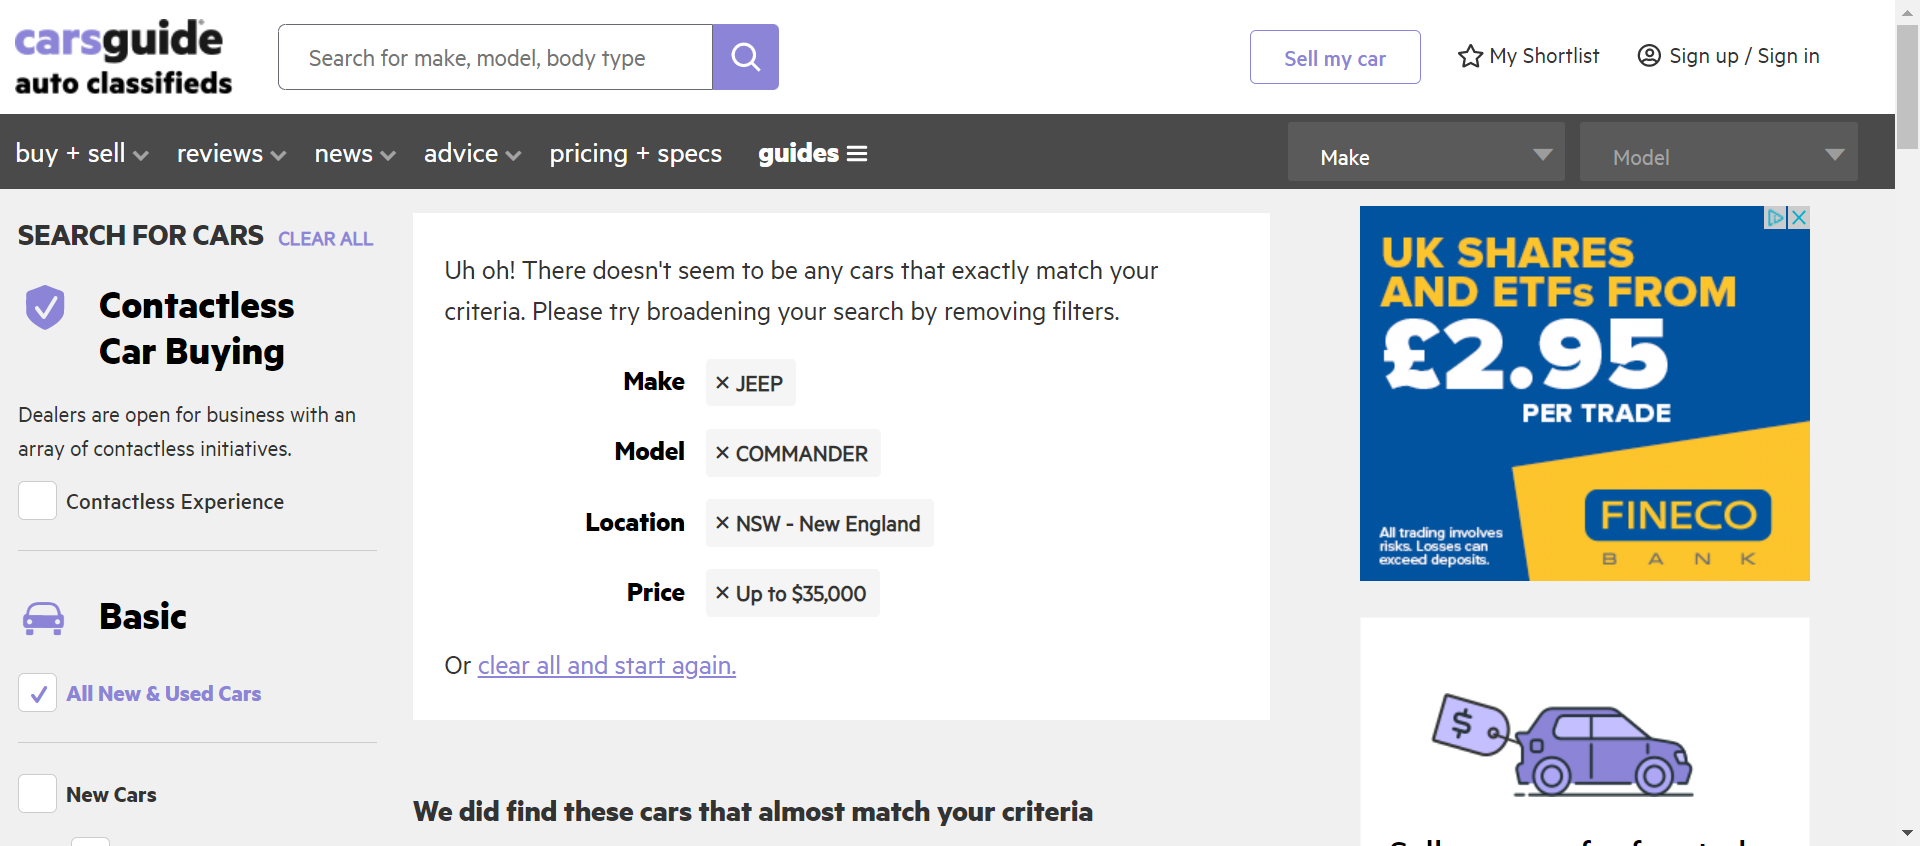 carsguide
auto classifieds
Search for make, model, body type
Sell my car
My Shortlist
Sign up / Sign in
buy + sell
reviews
news
advice
pricing + specs
guides
Make
Model
SEARCH FOR CARS CLEAR ALL
Contactless
Car Buying
Dealers are open for business with an
array of contactless initiatives.
Contactless Experience
Basic
All New & Used Cars
New Cars
Uh oh! There doesn't seem to be any cars that exactly match your
criteria. Please try broadening your search by removing filters.
Make × JEEP
Model × COMMANDER
Location × NSW - New England
Price × Up to $35,000
Or clear all and start again.
We did find these cars that almost match your criteria
UK SHARES
AND ETFs FROM
£2.95
PER TRADE
All trading involves
risks. Losses can
exceed deposits.
FINECO
BANK
$